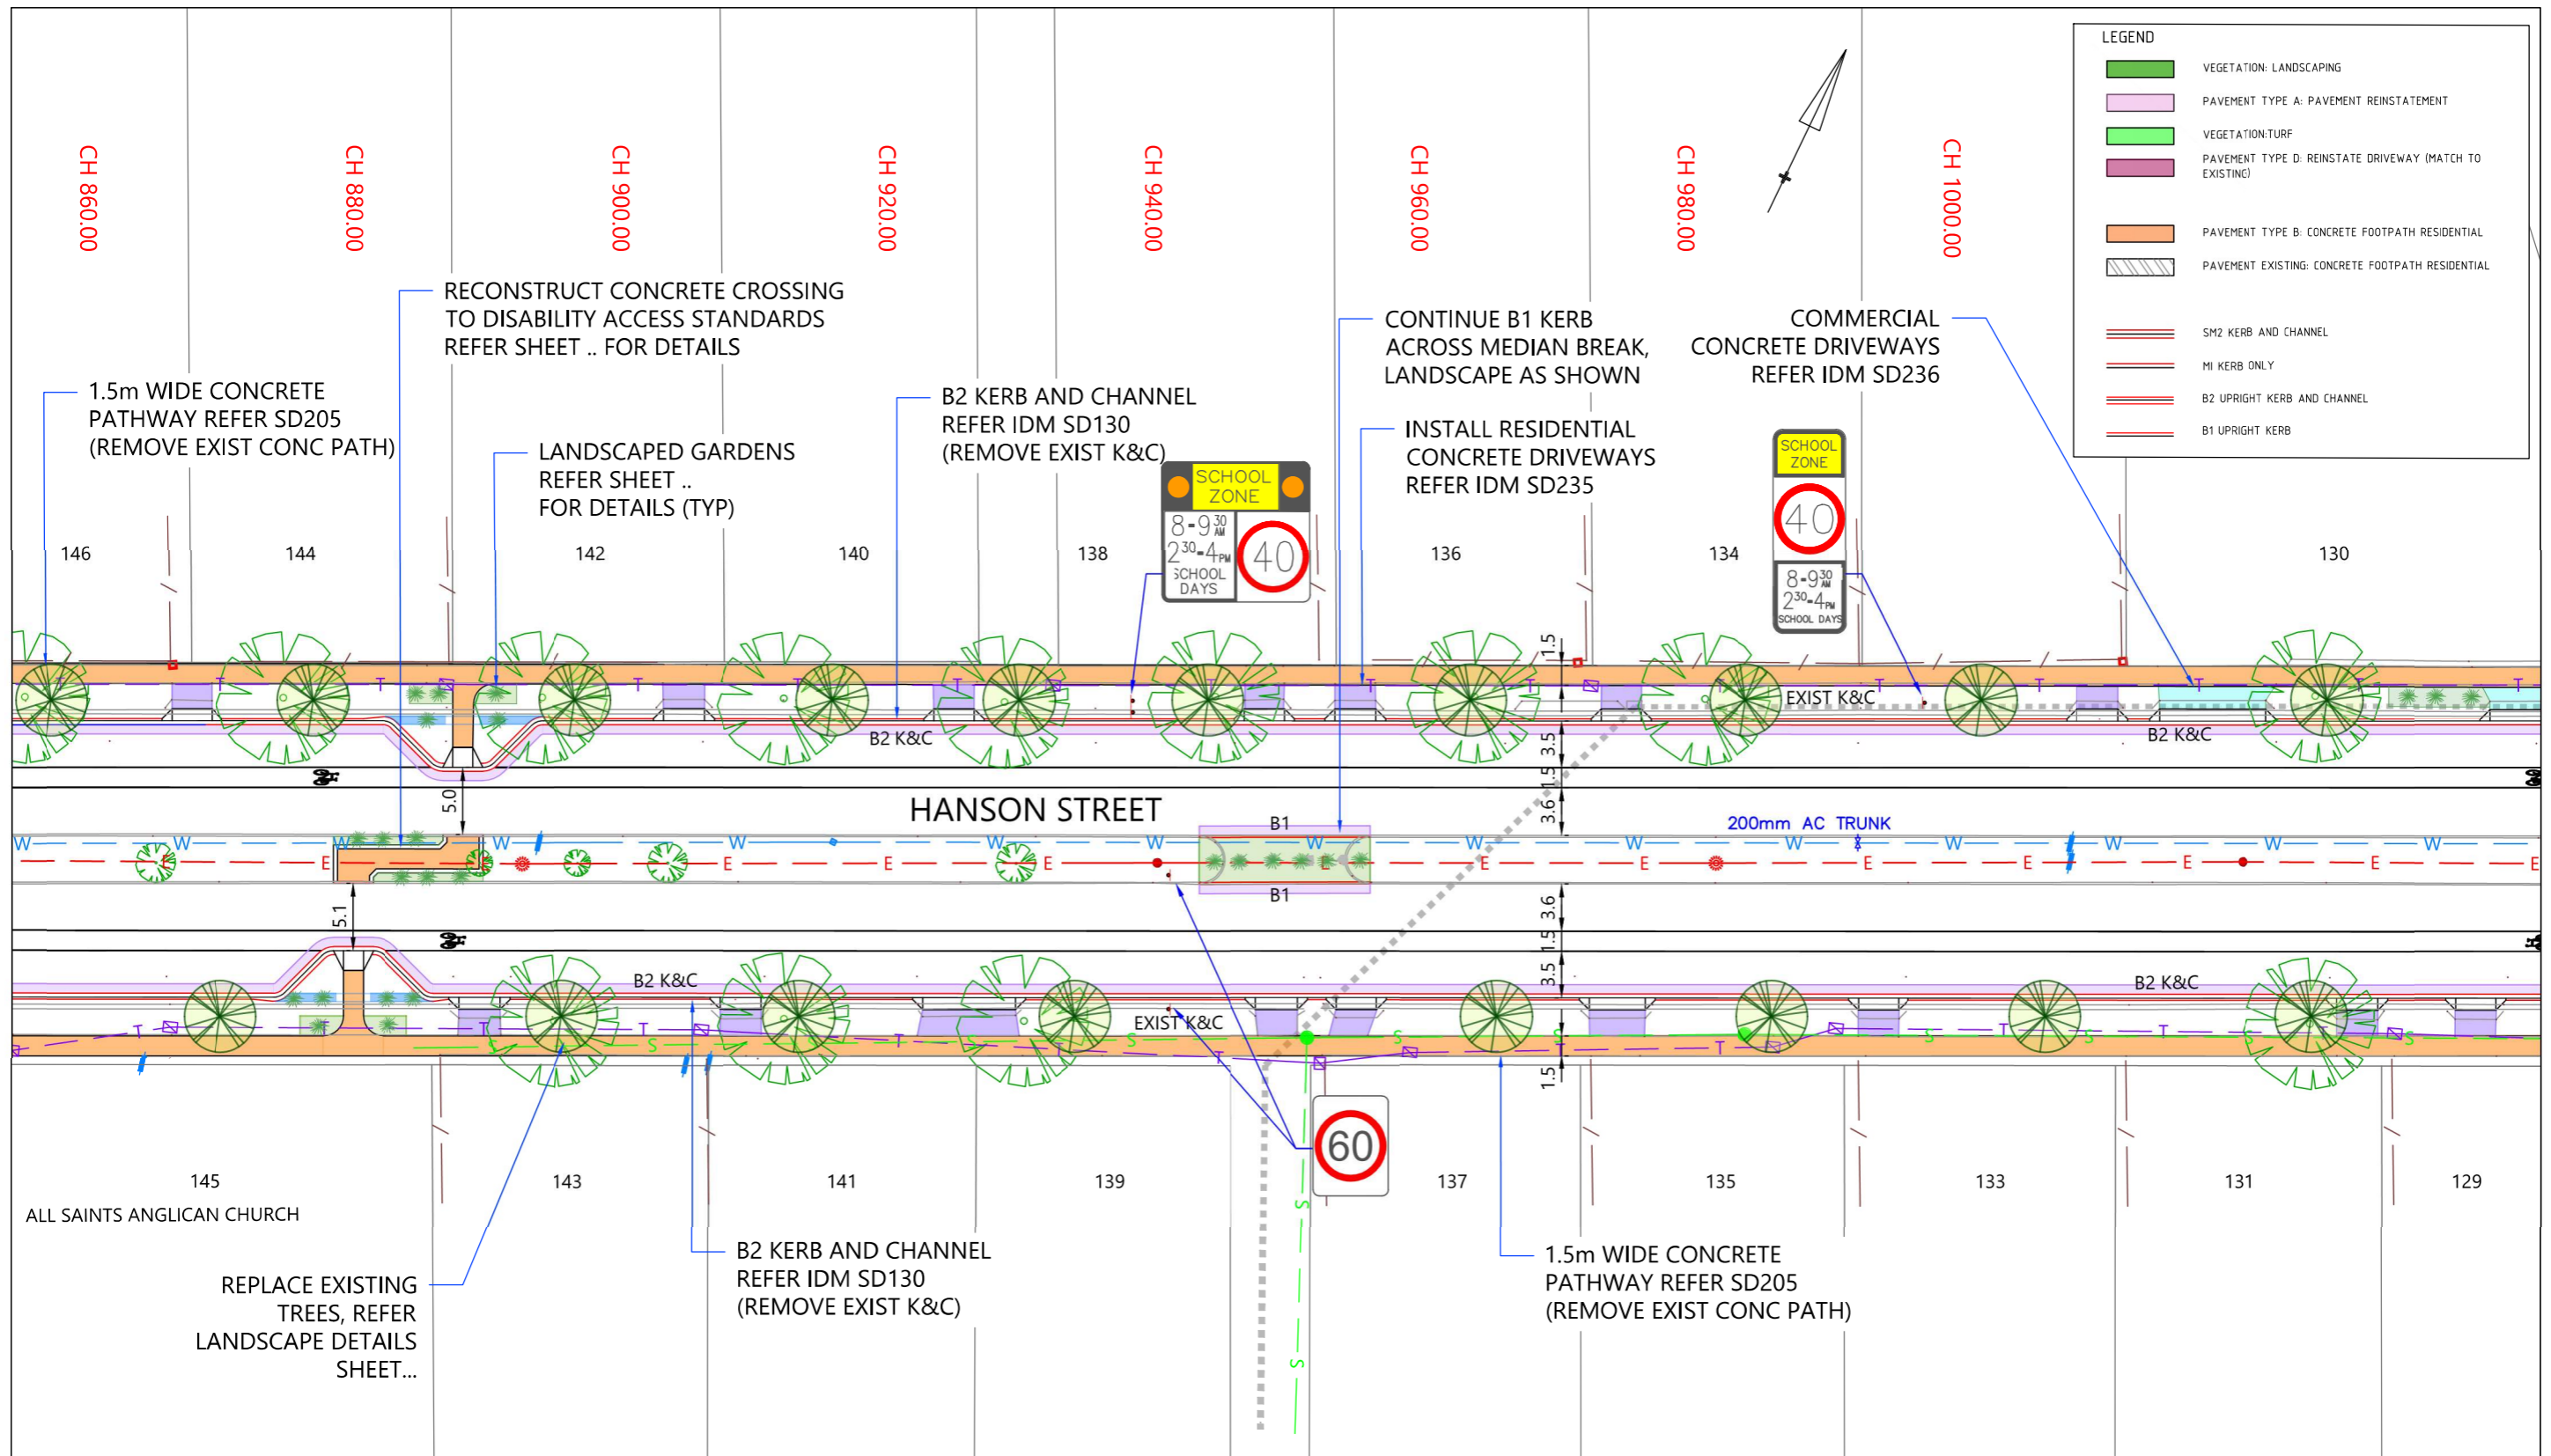 LEGEND
VEGETATION: LANDSCAPING
PAVEMENT TYPE A: PAVEMENT REINSTATEMENT
VEGETATION:TURF
PAVEMENT TYPE D: REINSTATE DRIVEWAY (MATCH TO
EXISTING)
PAVEMENT TYPE B: CONCRETE FOOTPATH RESIDENTIAL
PAVEMENT EXISTING: CONCRETE FOOTPATH RESIDENTIAL
SM2 KERB AND CHANNEL
MI KERB ONLY
B2 UPRIGHT KERB AND CHANNEL
B1 UPRIGHT KERB
CH 860.00
CH 880.00
CH 900.00
CH 920.00
CH 940.00
CH 960.00
CH 980.00
CH 1000.00
RECONSTRUCT CONCRETE CROSSING
TO DISABILITY ACCESS STANDARDS
REFER SHEET .. FOR DETAILS
CONTINUE B1 KERB
ACROSS MEDIAN BREAK,
LANDSCAPE AS SHOWN
COMMERCIAL
CONCRETE DRIVEWAYS
REFER IDM SD236
1.5m WIDE CONCRETE
PATHWAY REFER SD205
(REMOVE EXIST CONC PATH)
B2 KERB AND CHANNEL
REFER IDM SD130
(REMOVE EXIST K&C)
LANDSCAPED GARDENS
REFER SHEET ..
FOR DETAILS (TYP)
INSTALL RESIDENTIAL
CONCRETE DRIVEWAYS
REFER IDM SD235
SCHOOL
ZONE
8-9 30 AM
2 30-4 PM
SCHOOL
DAYS
40
SCHOOL
ZONE
40
8-9 30 AM
2 30-4 PM
SCHOOL DAYS
146
144
142
140
138
136
134
130
1.5
T T T T T T T T T T T T T T
EXIST K&C
B2 K&C
B2 K&C
3.5
1.5
5.0
3.6
HANSON STREET
B1
200mm AC TRUNK
W W W W W W W W W W W W W W W W
E E E E E E E E E E E E E E
B1
5.1
3.6
1.5
3.5
B2 K&C
B2 K&C
EXIST K&C
T T T T T T T T T T T
S S S S S S S S S
1.5
60
S
S
145
143
141
139
137
135
133
131
129
ALL SAINTS ANGLICAN CHURCH
B2 KERB AND CHANNEL
REFER IDM SD130
(REMOVE EXIST K&C)
1.5m WIDE CONCRETE
PATHWAY REFER SD205
(REMOVE EXIST CONC PATH)
REPLACE EXISTING
TREES, REFER
LANDSCAPE DETAILS
SHEET...